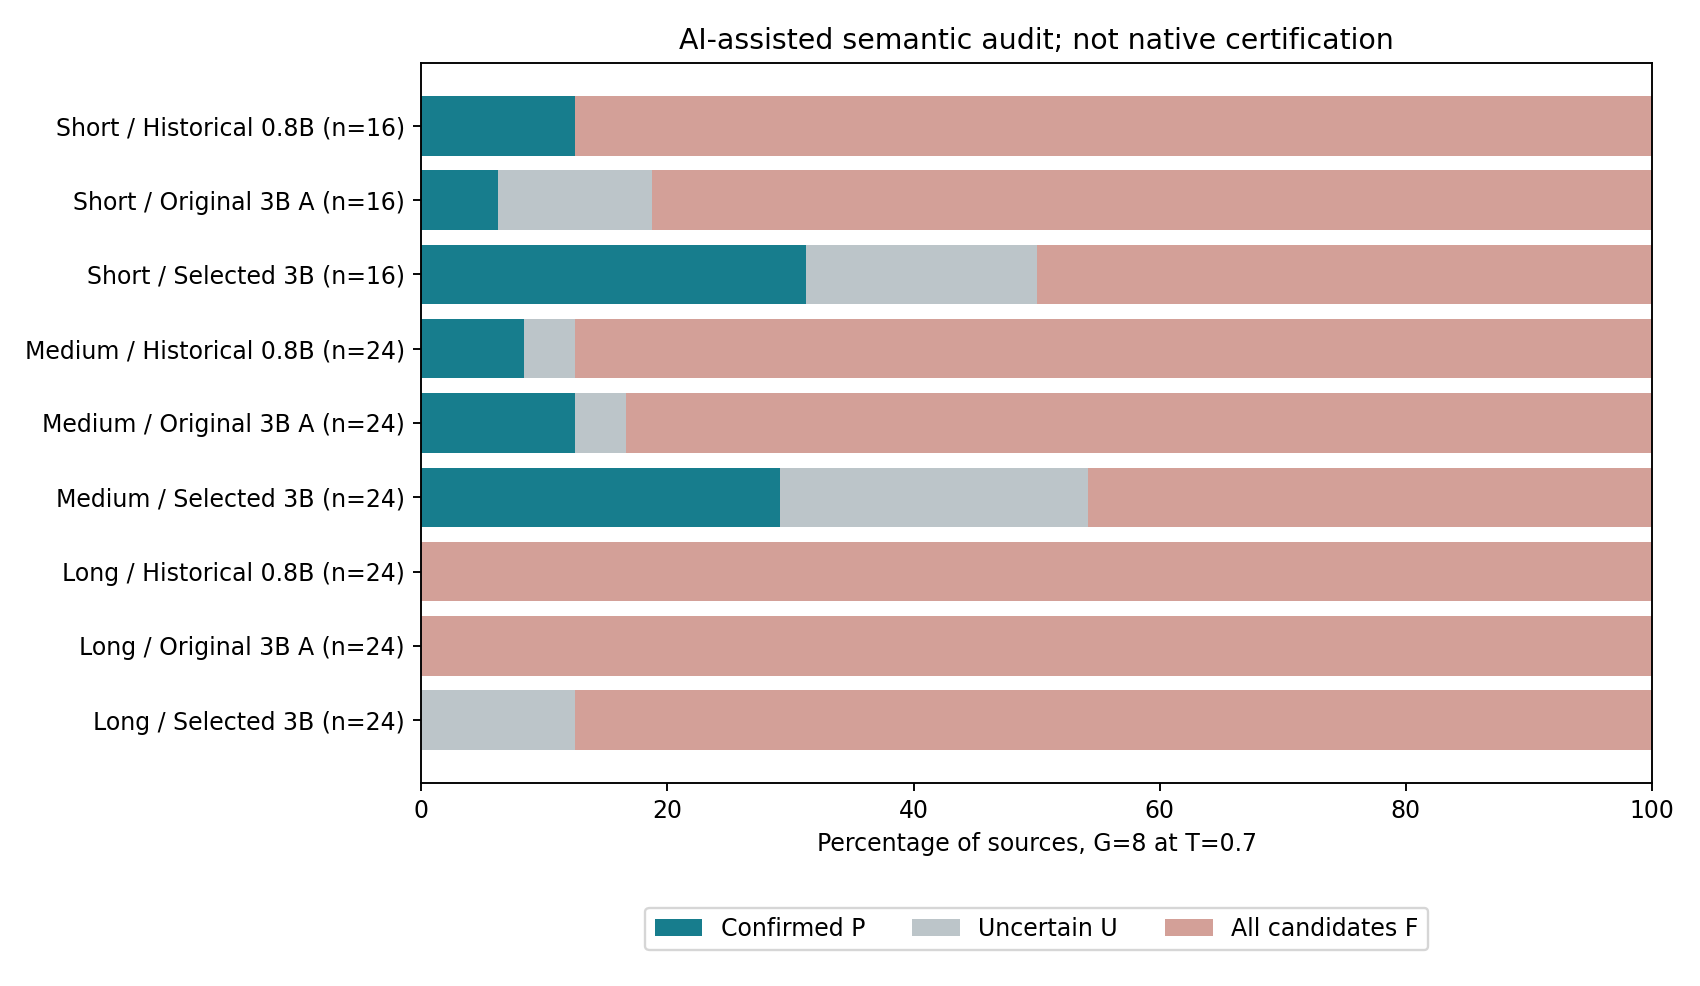 AI-assisted semantic audit; not native certification
Short / Historical 0.8B (n=16)
Short / Original 3B A (n=16)
Short / Selected 3B (n=16)
Medium / Historical 0.8B (n=24)
Medium / Original 3B A (n=24)
Medium / Selected 3B (n=24)
Long / Historical 0.8B (n=24)
Long / Original 3B A (n=24)
Long / Selected 3B (n=24)
0 20 40 60 80 100
Percentage of sources, G=8 at T=0.7
Confirmed P Uncertain U All candidates F